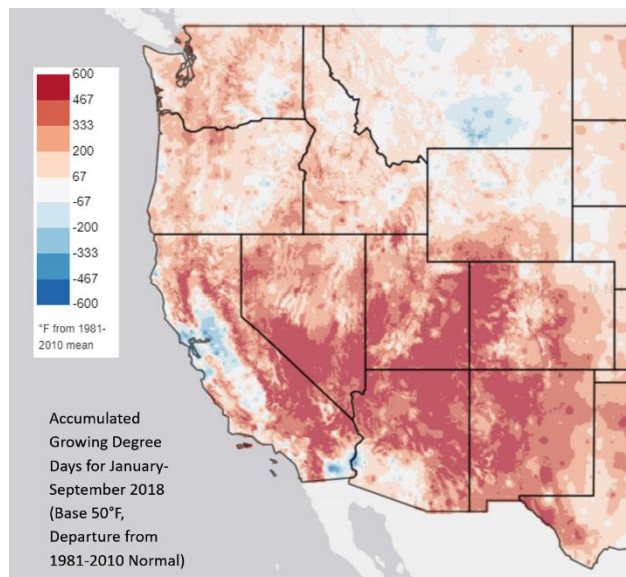 600
467
333
200
67
-67
-200
-333
-467
-600
°F from 1981-
2010 mean
Accumulated
Growing Degree
Days for January-
September 2018
(Base 50°F,
Departure from
1981-2010 Normal)